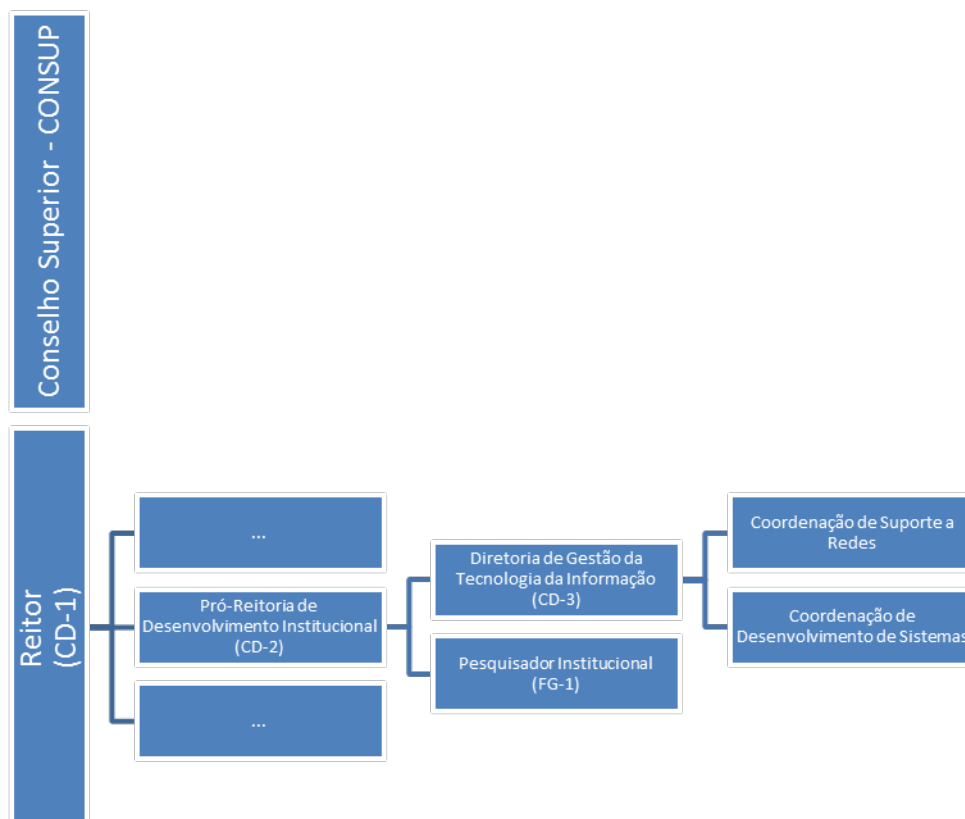 Conselho Superior - CONSUP
Reitor
(CD-1)
...
Pró-Reitoria de
Desenvolvimento Institucional
(CD-2)
...
Diretoria de Gestão da
Tecnologia da Informação
(CD-3)
Pesquisador Institucional
(FG-1)
Coordenação de Suporte a
Redes
Coordenação de
Desenvolvimento de Sistemas